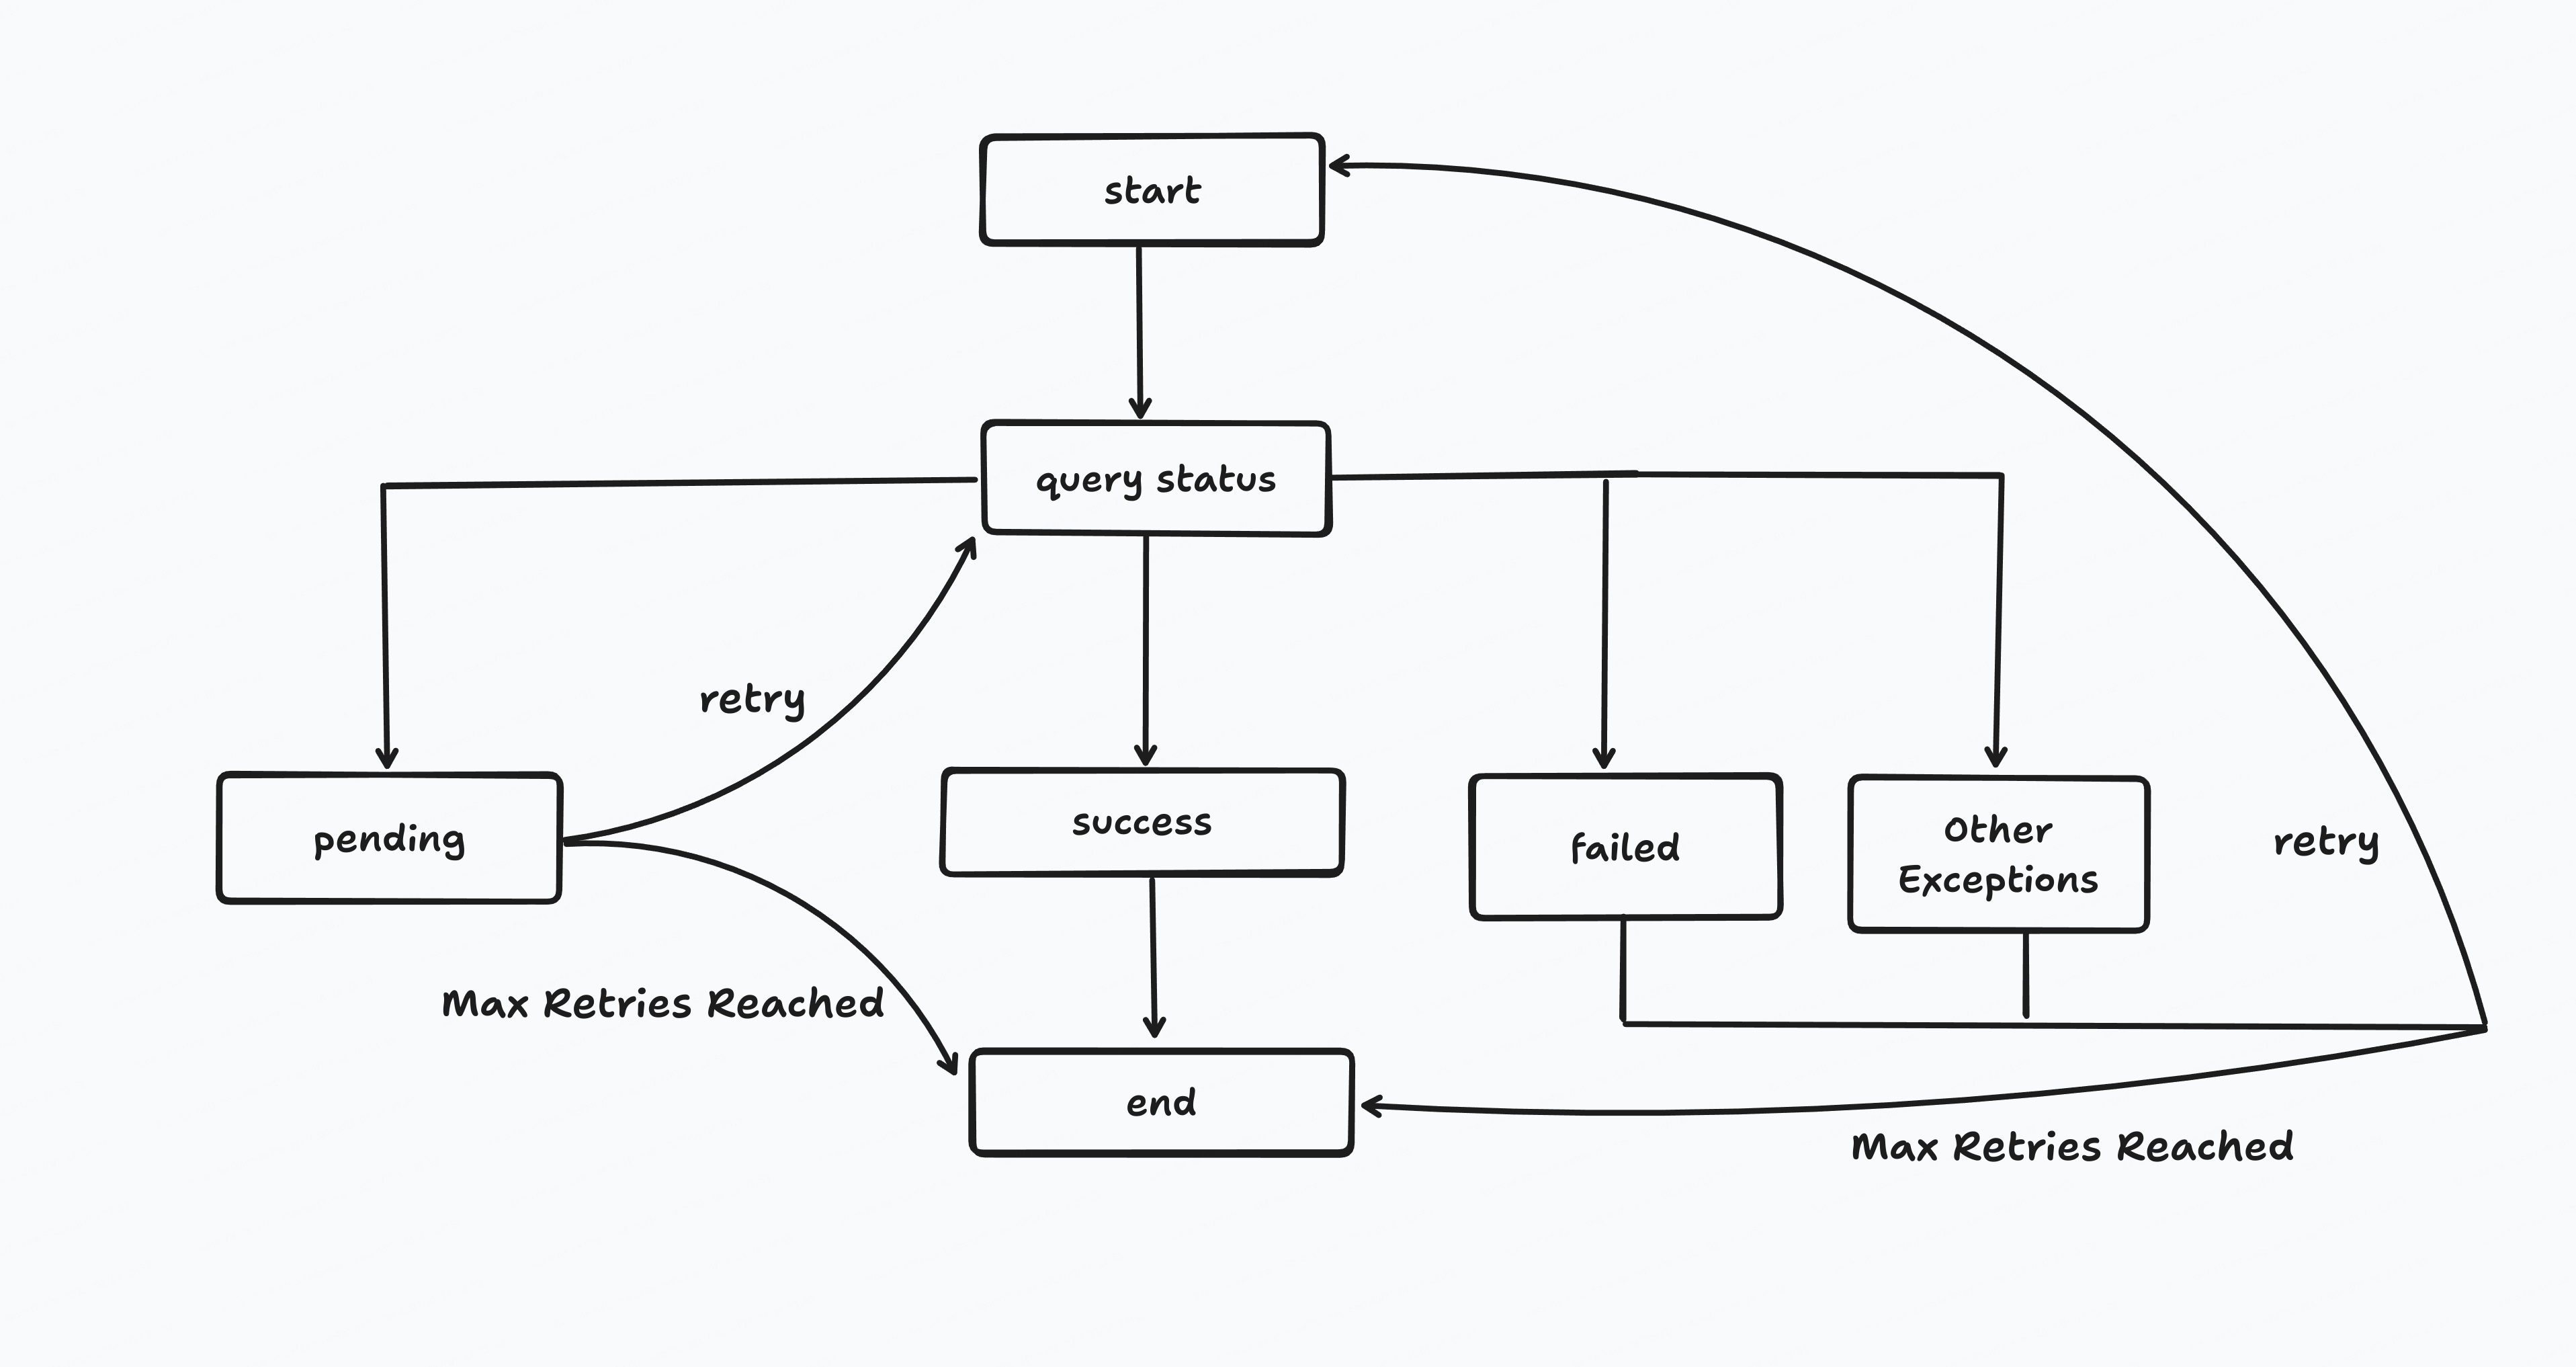 start
query status
retry
pending
success
failed
Other
Exceptions
retry
Max Retries Reached
end
Max Retries Reached